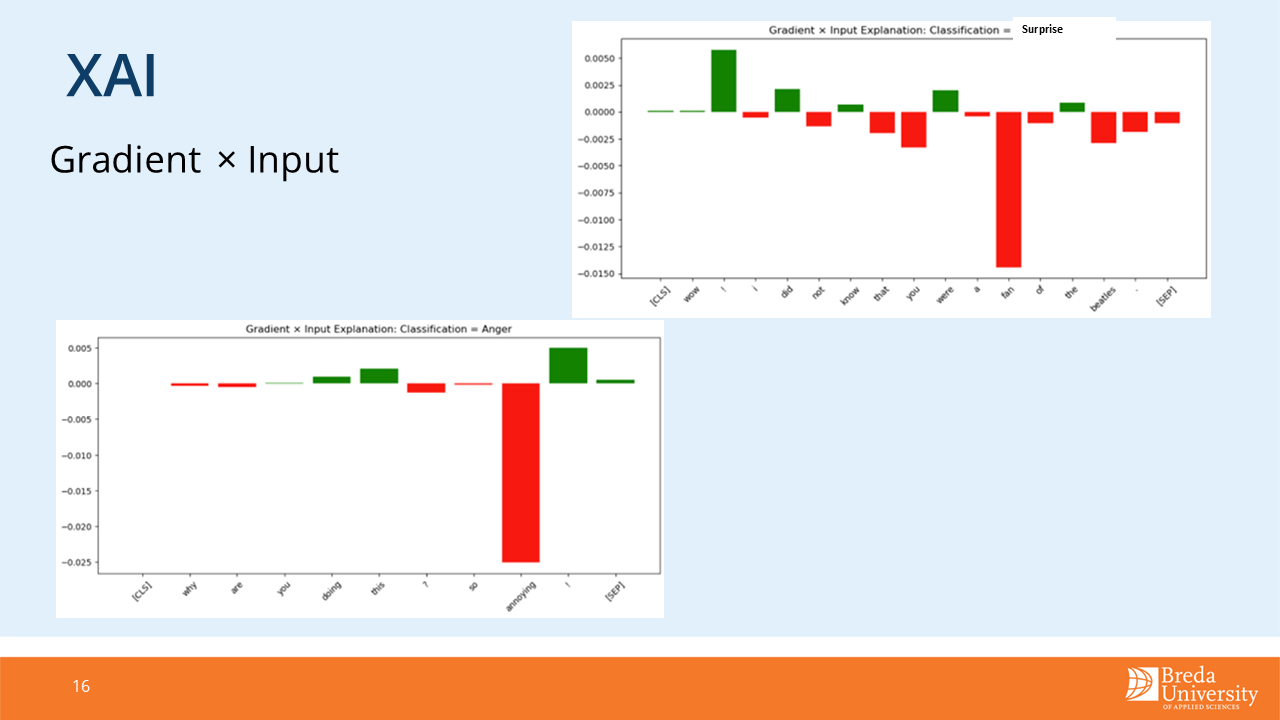 XAI
Gradient × Input
Gradient × Input Explanation: Classification = Surprise
0.0050
0.0025
0.0000
−0.0025
−0.0050
−0.0075
−0.0100
−0.0125
−0.0150
[CLS] wow ! i did not know that you were a fan of the beatles . [SEP]
Gradient × Input Explanation: Classification = Anger
0.005
0.000
−0.005
−0.010
−0.015
−0.020
−0.025
[CLS] why are you doing this ? so annoying ! [SEP]
16
Breda
University
OF APPLIED SCIENCES